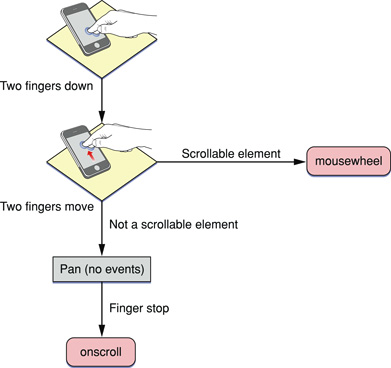 Two fingers down
Scrollable element
mousewheel
Two fingers move
Not a scrollable element
Pan (no events)
Finger stop
onscroll